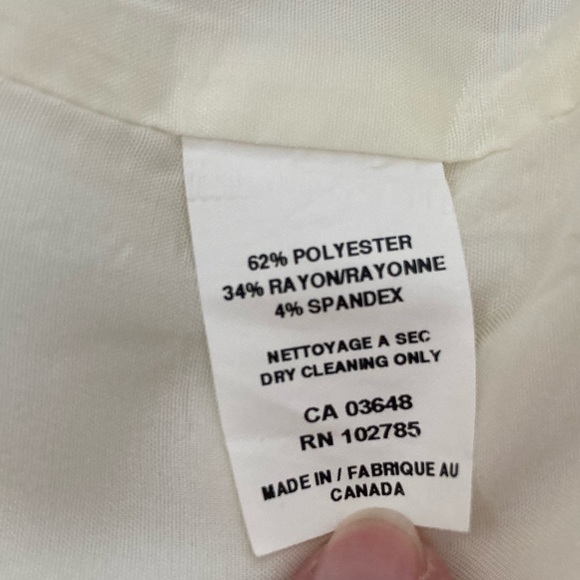 62% POLYESTER
34% RAYON/RAYONNE
4% SPANDEX
NETTOYAGE A SEC
DRY CLEANING ONLY
CA 03648
RN 102785
MADE IN / FABRIQUE AU
CANADA